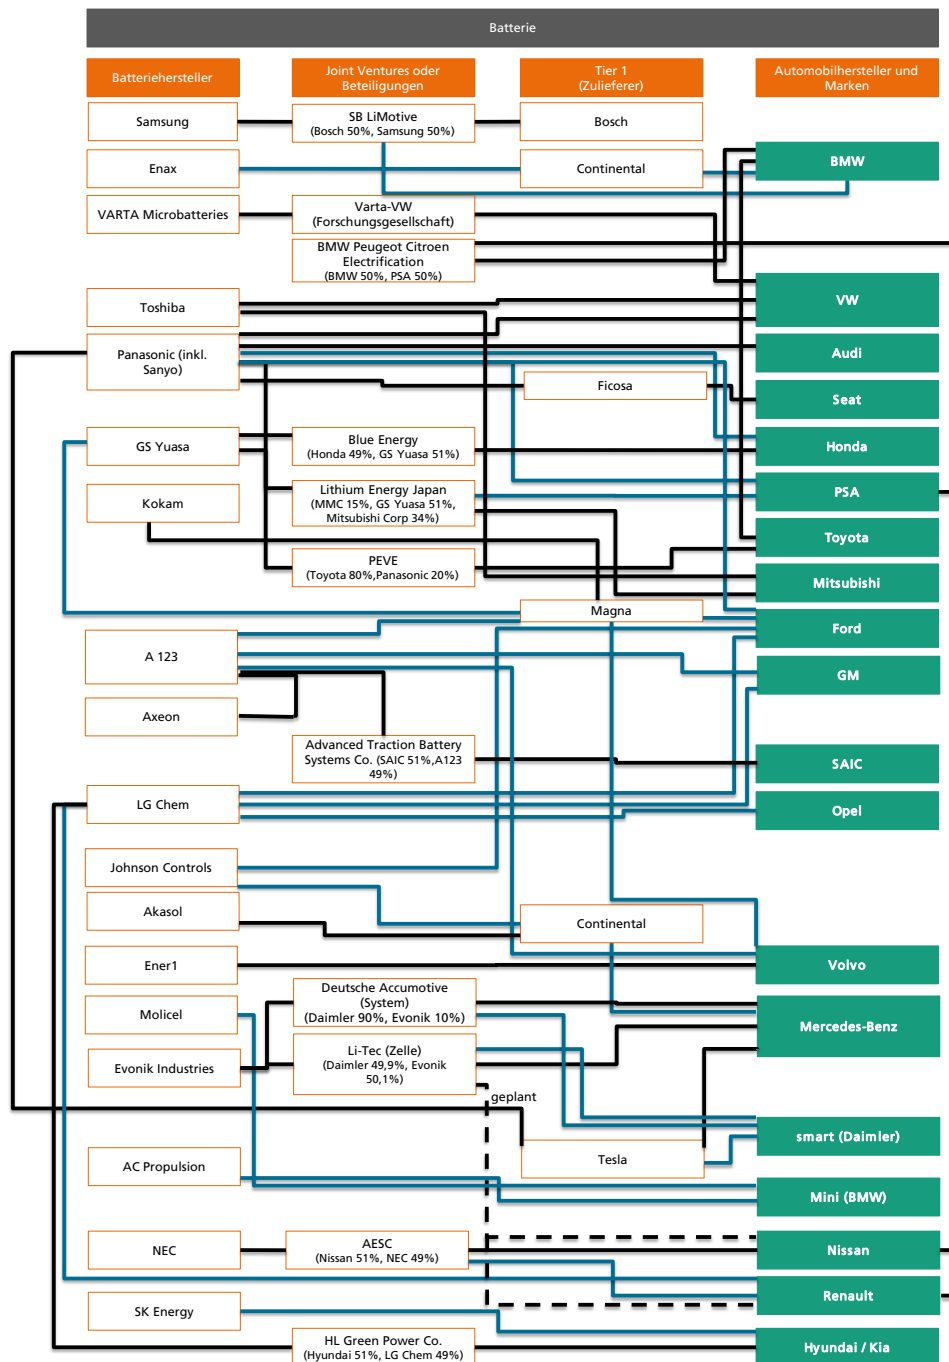 Batterie
Batteriehersteller
Joint Ventures oder
Beteiligungen
Tier 1
(Zulieferer)
Automobilhersteller und
Marken
Samsung
SB LiMotive
(Bosch 50%, Samsung 50%)
Bosch
BMW
Enax
Continental
VARTA Microbatteries
Varta-VW
(Forschungsgesellschaft)
BMW Peugeot Citroen
Electrification
(BMW 50%, PSA 50%)
Toshiba
VW
Panasonic (inkl.
Sanyo)
Audi
Ficosa
Seat
GS Yuasa
Blue Energy
(Honda 49%, GS Yuasa 51%)
Honda
Kokam
Lithium Energy Japan
(MMC 15%, GS Yuasa 51%,
Mitsubishi Corp 34%)
PSA
Toyota
PEVE
(Toyota 80%,Panasonic 20%)
Mitsubishi
Magna
Ford
A 123
GM
Axeon
Advanced Traction Battery
Systems Co. (SAIC 51%,A123
49%)
SAIC
LG Chem
Opel
Johnson Controls
Akasol
Continental
Ener1
Volvo
Molicel
Deutsche Accumotive
(System)
(Daimler 90%, Evonik 10%)
Mercedes-Benz
Evonik Industries
Li-Tec (Zelle)
(Daimler 49,9%, Evonik
50,1%)
geplant
smart (Daimler)
AC Propulsion
Tesla
Mini (BMW)
NEC
AESC
(Nissan 51%, NEC 49%)
Nissan
Renault
SK Energy
HL Green Power Co.
(Hyundai 51%, LG Chem 49%)
Hyundai / Kia